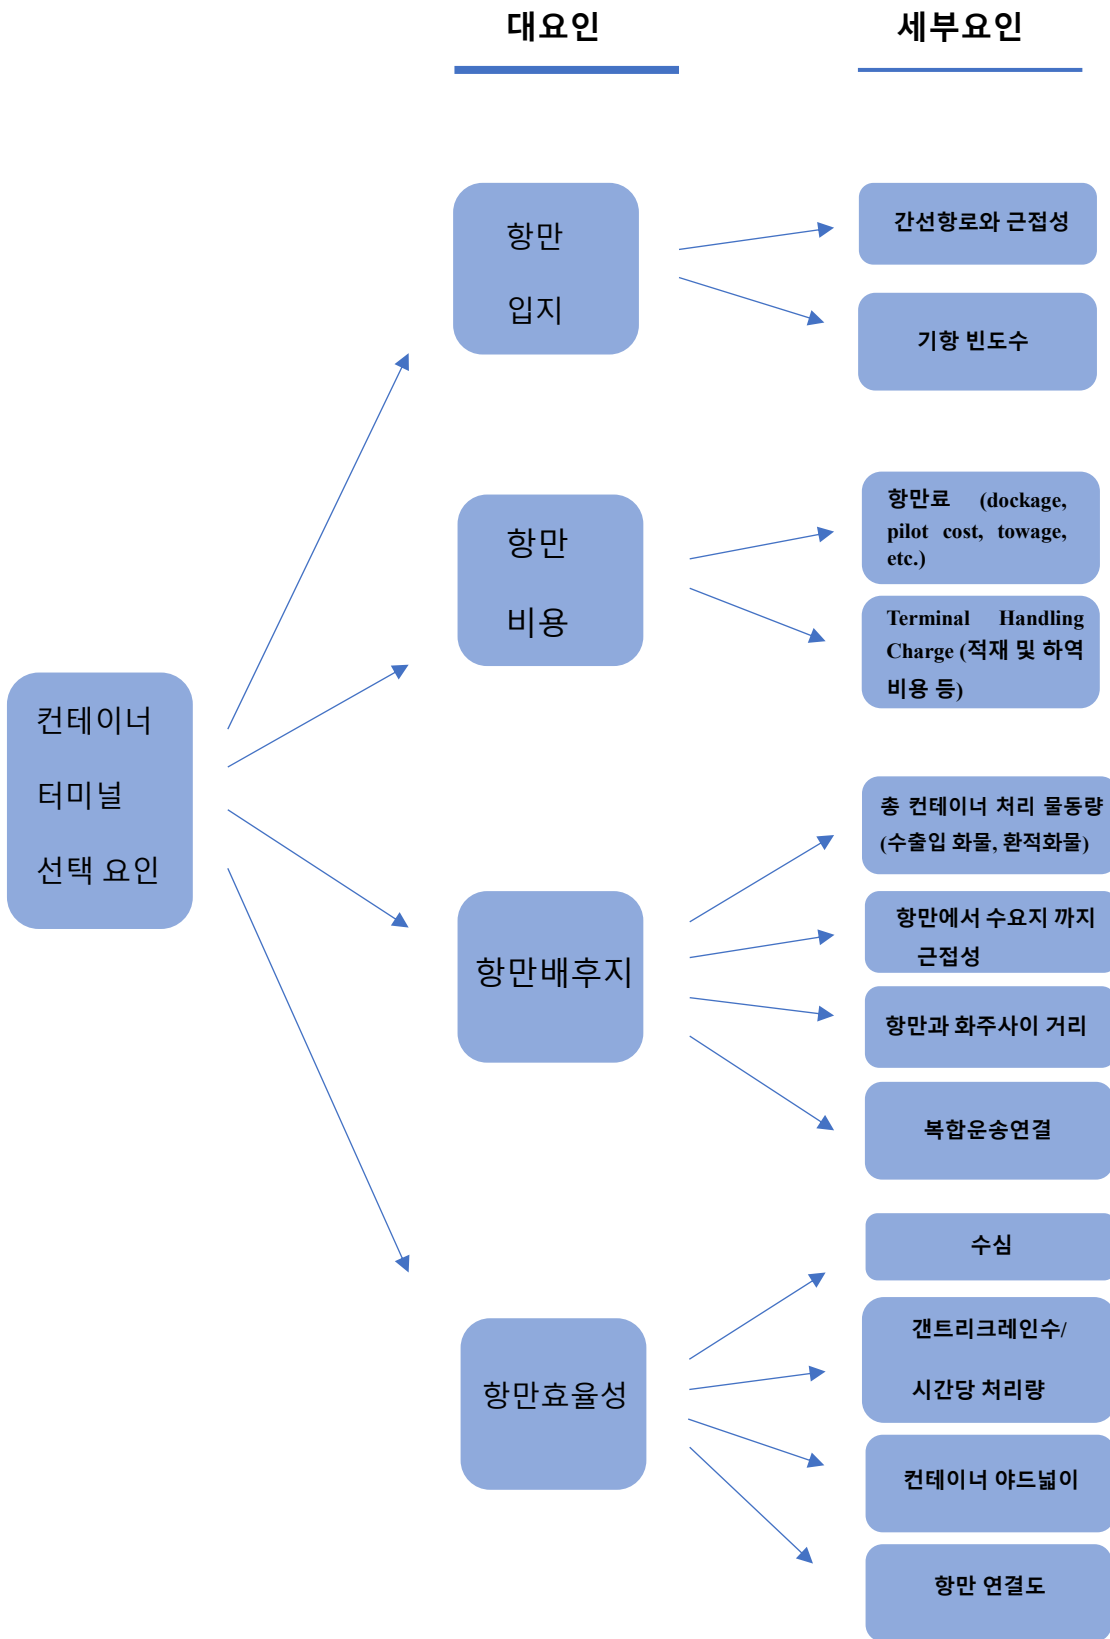 대요인
세부요인
항만
입지
간선항로와 근접성
기항 빈도수
항만
비용
항만료 (dockage,
pilot cost, towage,
etc.)
Terminal Handling
Charge (적재 및 하역
비용 등)
컨테이너
터미널
선택 요인
항만배후지
총 컨테이너 처리 물동량
(수출입 화물, 환적화물)
항만에서 수요지 까지
근접성
항만과 화주사이 거리
복합운송연결
항만효율성
수심
갠트리크레인수/
시간당 처리량
컨테이너 야드넓이
항만 연결도